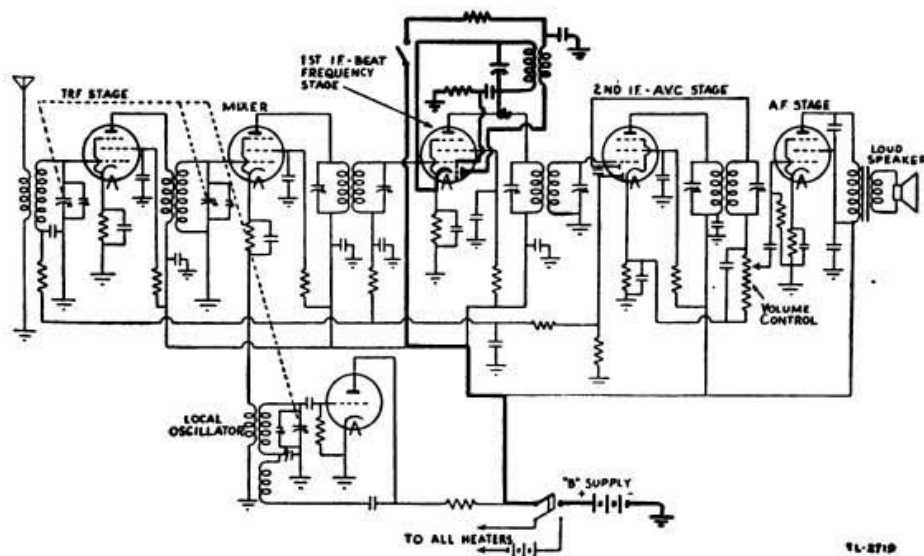 1ST I.F.-BEAT
FREQUENCY
STAGE
TRF STAGE
MIXER
2ND I.F.-AVC STAGE
A.F STAGE
LOUD
SPEAKER
VOLUME
CONTROL
LOCAL
OSCILLATOR
"B" SUPPLY
+ -
TO ALL HEATERS
TL-2719